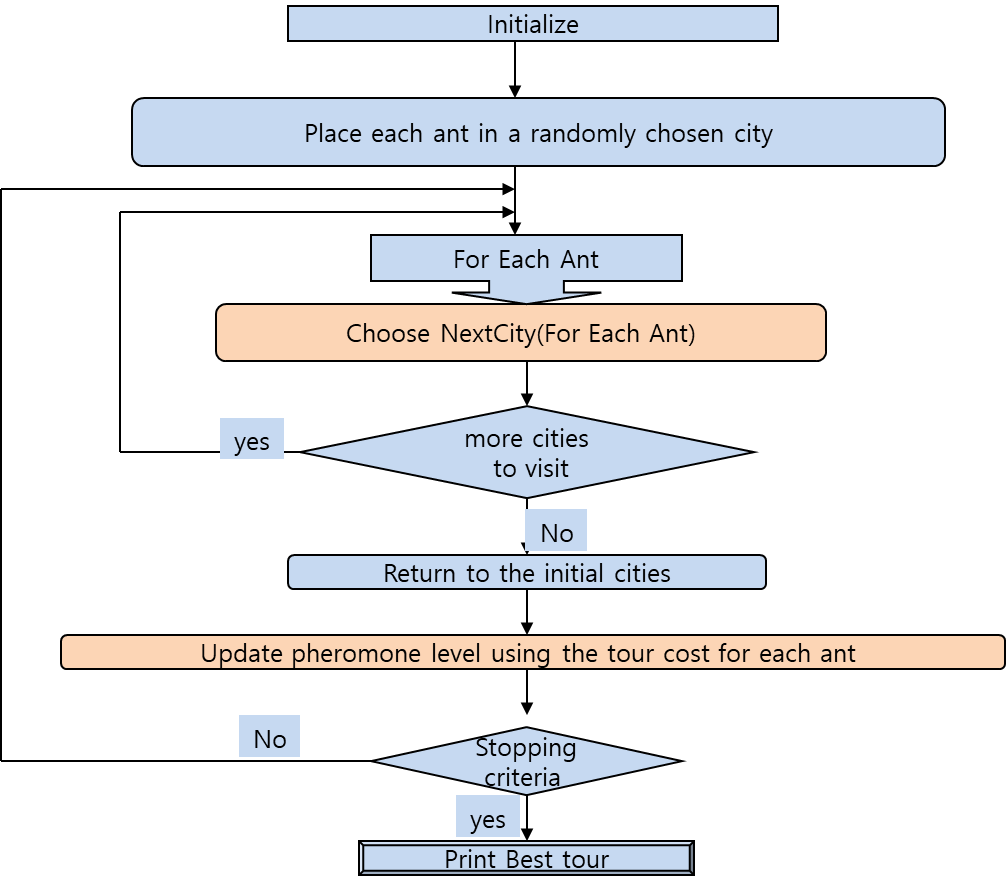 Initialize
Place each ant in a randomly chosen city
For Each Ant
Choose NextCity(For Each Ant)
more cities
to visit
yes
No
Return to the initial cities
Update pheromone level using the tour cost for each ant
No
Stopping
criteria
yes
Print Best tour